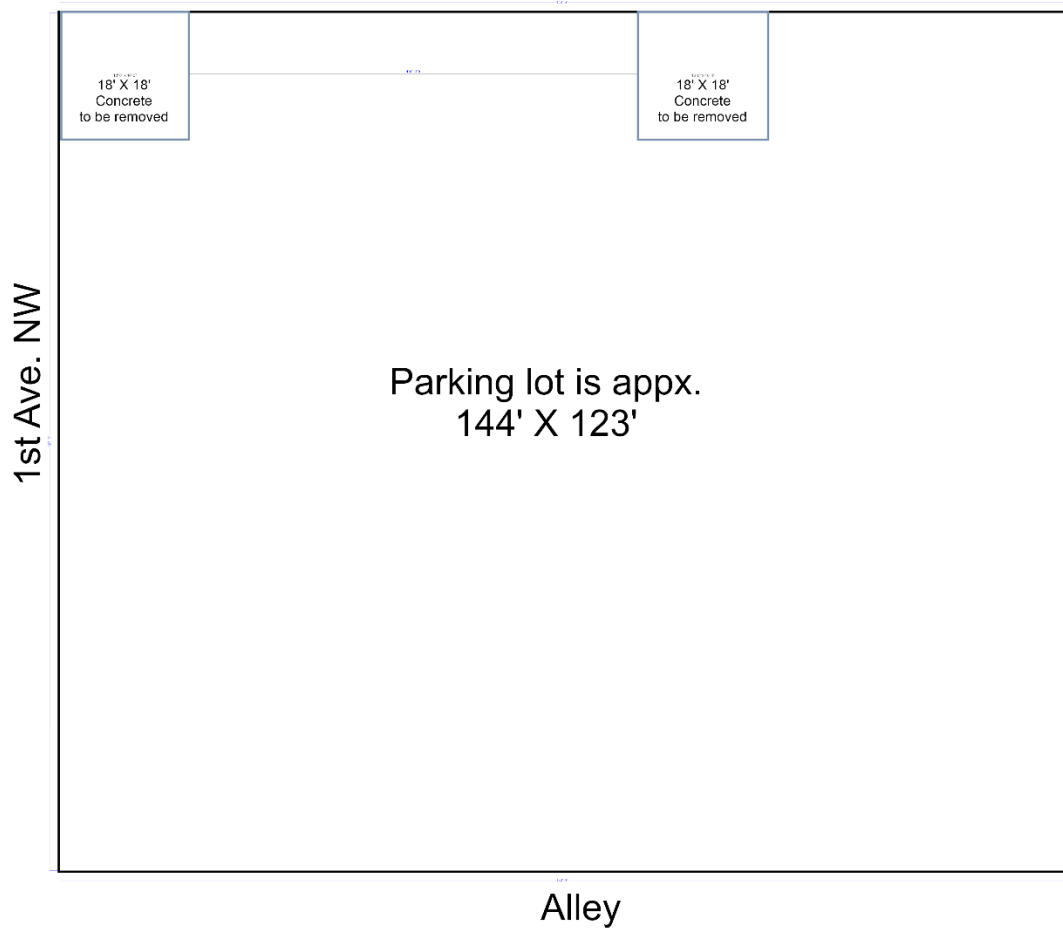 18' X 18'
Concrete
to be removed
18' X 18'
Concrete
to be removed
1st Ave. NW
Parking lot is appx.
144' X 123'
Alley